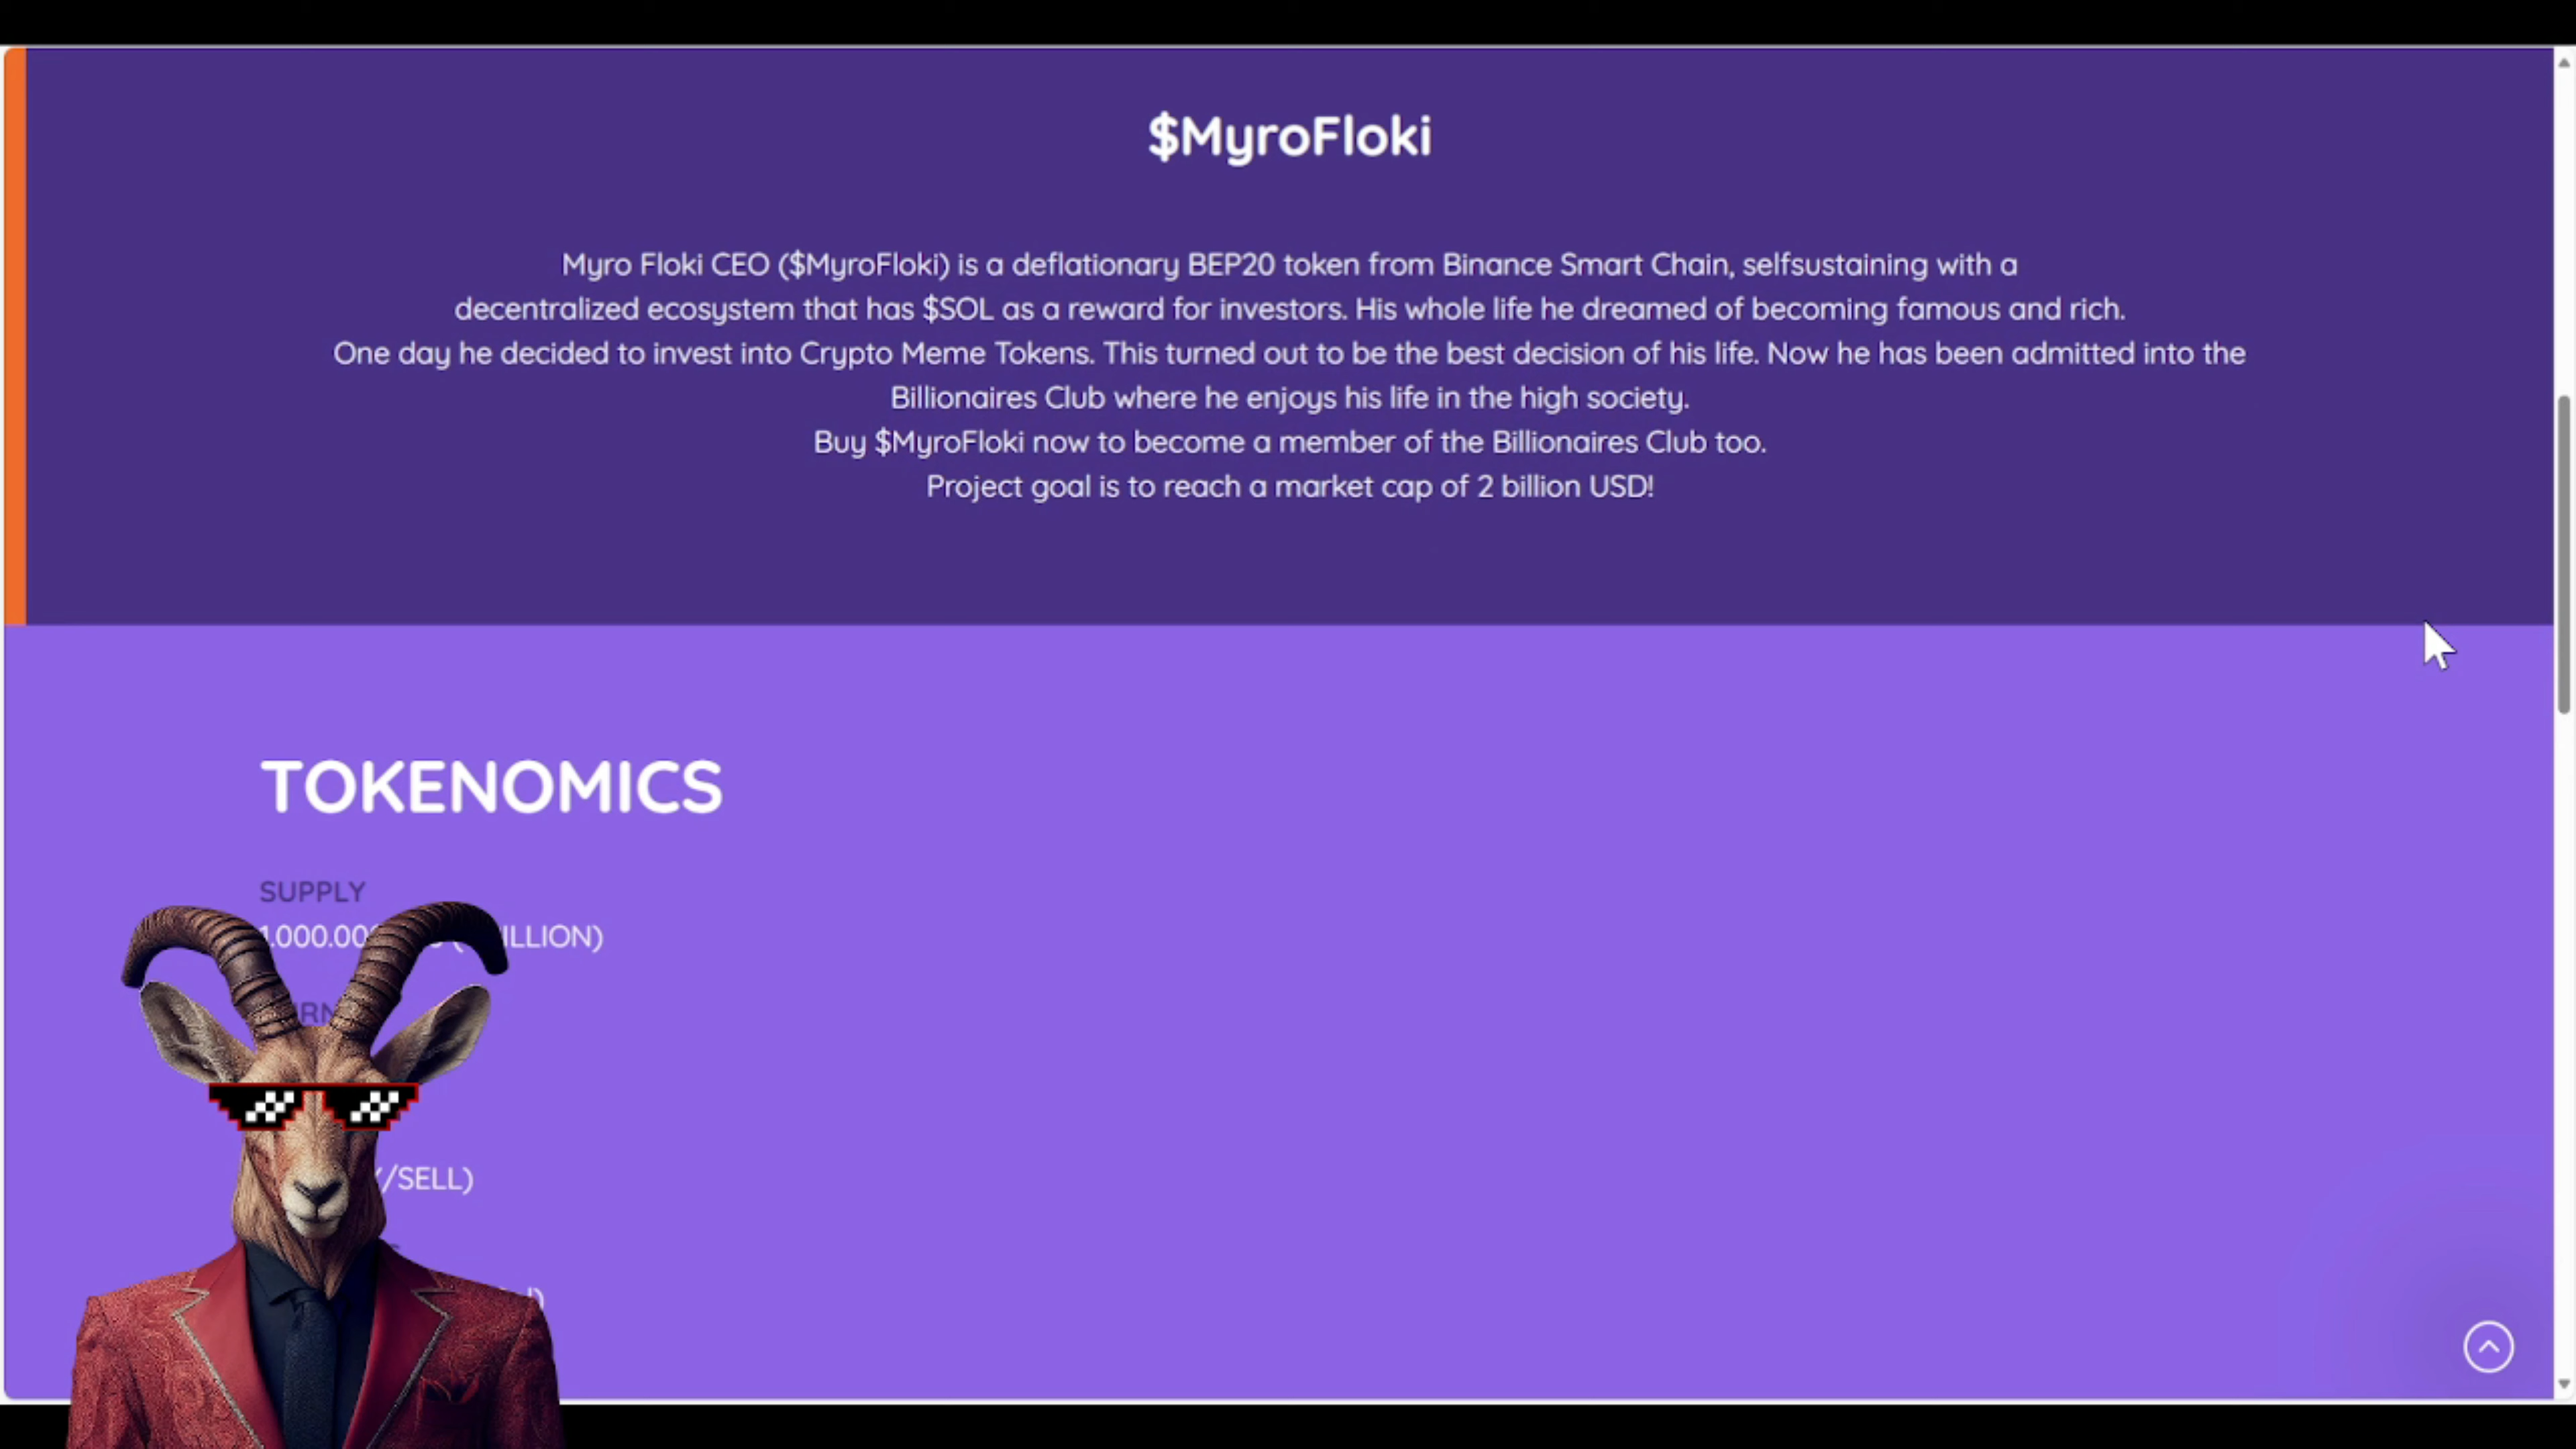 $MyroFloki
Myro Floki CEO ($MyroFloki) is a deflationary BEP20 token from Binance Smart Chain, selfsustaining with a
decentralized ecosystem that has $SOL as a reward for investors. His whole life he dreamed of becoming famous and rich.
One day he decided to invest into Crypto Meme Tokens. This turned out to be the best decision of his life. Now he has been admitted into the
Billionaires Club where he enjoys his life in the high society.
Buy $MyroFloki now to become a member of the Billionaires Club too.
Project goal is to reach a market cap of 2 billion USD!
TOKENOMICS
SUPPLY
/SELL)